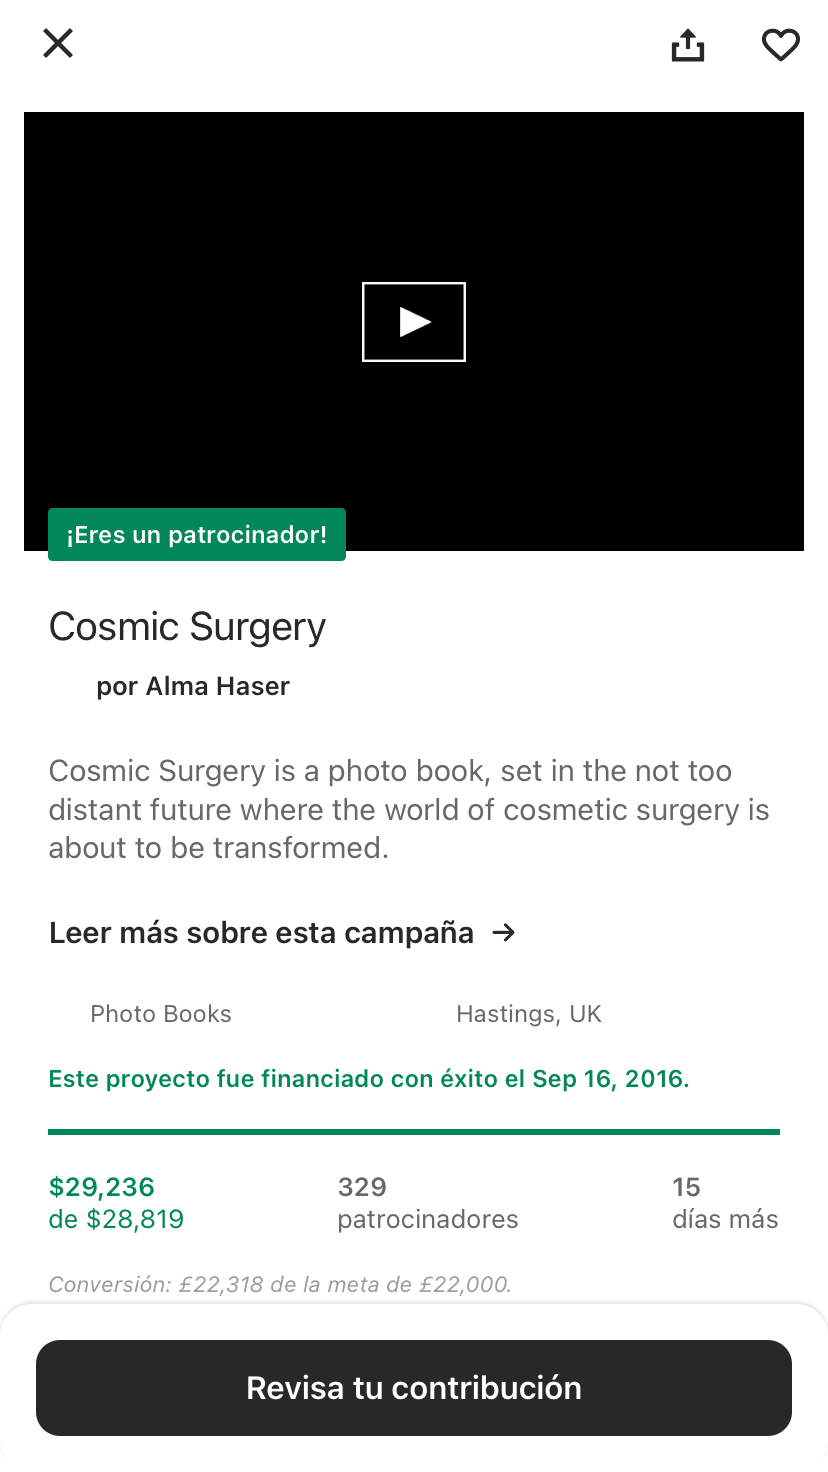 ¡Eres un patrocinador!
Cosmic Surgery
por Alma Haser
Cosmic Surgery is a photo book, set in the not too
distant future where the world of cosmetic surgery is
about to be transformed.
Leer más sobre esta campaña →
Photo Books
Hastings, UK
Este proyecto fue financiado con éxito el Sep 16, 2016.
$29,236
de $28,819
329
patrocinadores
15
días más
Conversión: £22,318 de la meta de £22,000.
Revisa tu contribución